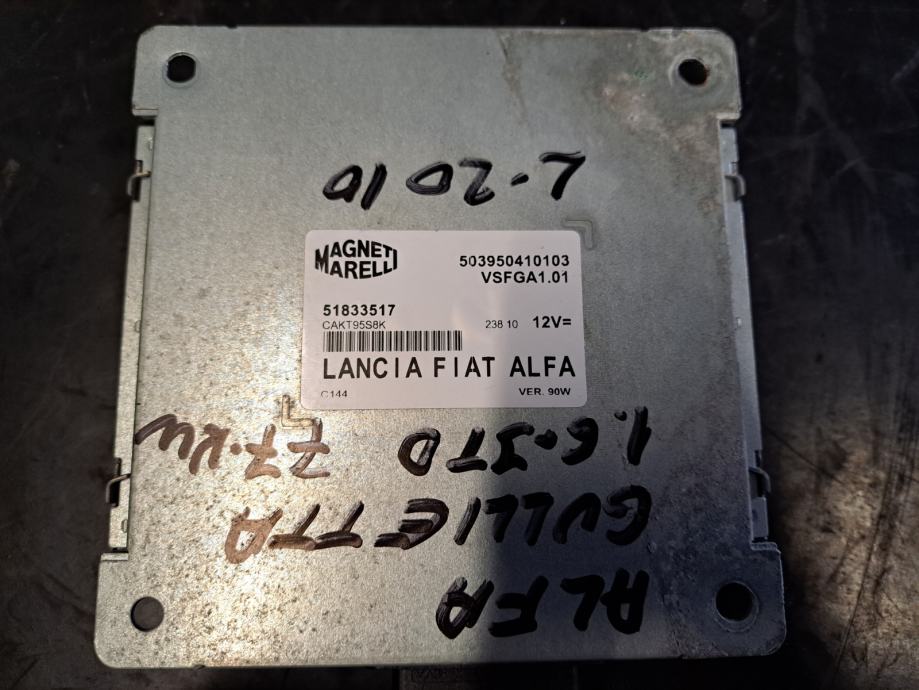 MAGNETI MARELLI
503950410103
VSFGA1.01
51833517
CAKT95S8K
238 10 12V=
LANCIA FIAT ALFA
C144 VER. 90W
ALFA
GULLIETTA
1.6-JTD 77.KW
L-2010